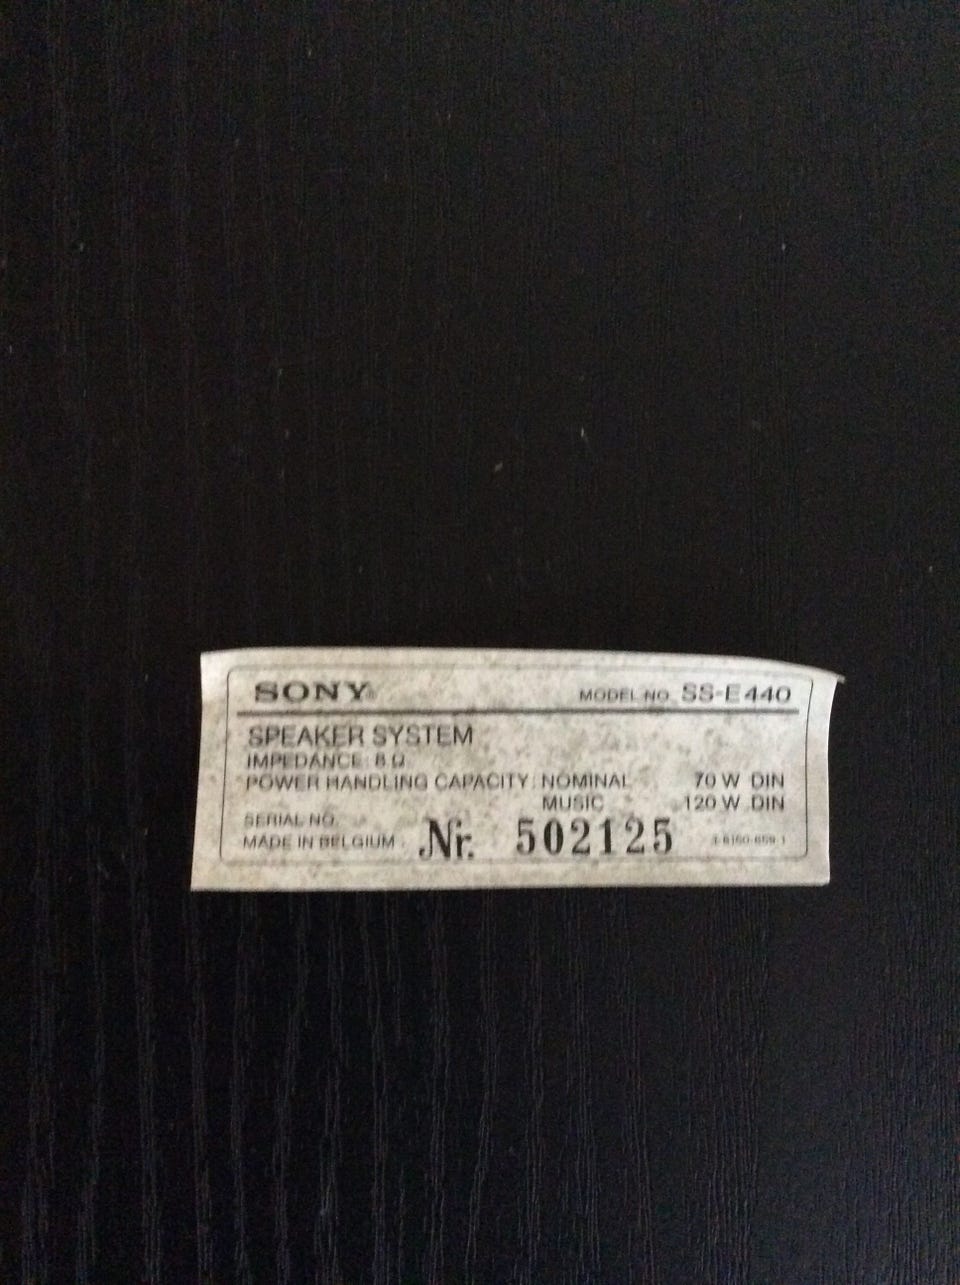 SONY®
MODEL NO. SS-E440
SPEAKER SYSTEM
IMPEDANCE: 8 Ω
POWER HANDLING CAPACITY: NOMINAL 70 W DIN
MUSIC 120 W DIN
SERIAL NO.
MADE IN BELGIUM Nr. 502125